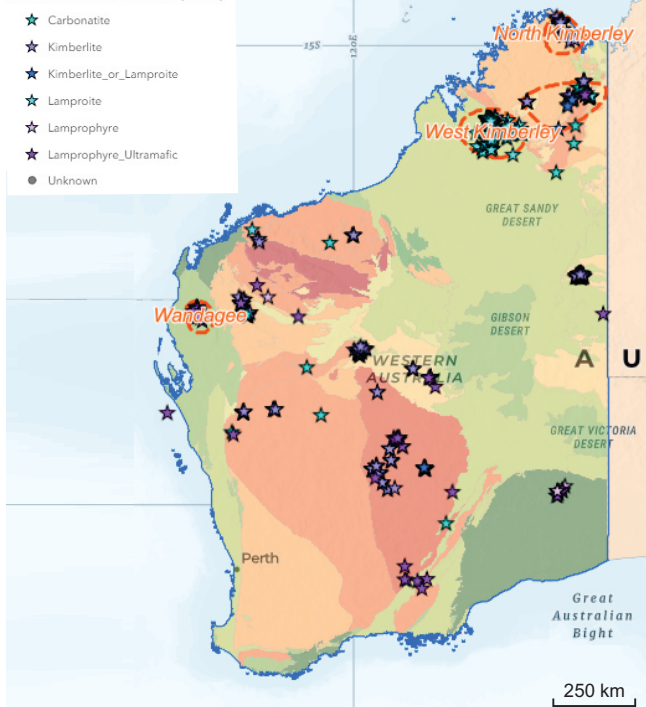 Carbonatite
Kimberlite
Kimberlite_or_Lamproite
Lamproite
Lamprophyre
Lamprophyre_Ultramafic
Unknown
15S
120E
North Kimberley
West Kimberley
GREAT SANDY
DESERT
Wandagee
GIBSON
DESERT
WESTERN
AUSTRALIA
A U
GREAT VICTORIA
DESERT
Perth
Great
Australian
Bight
250 km